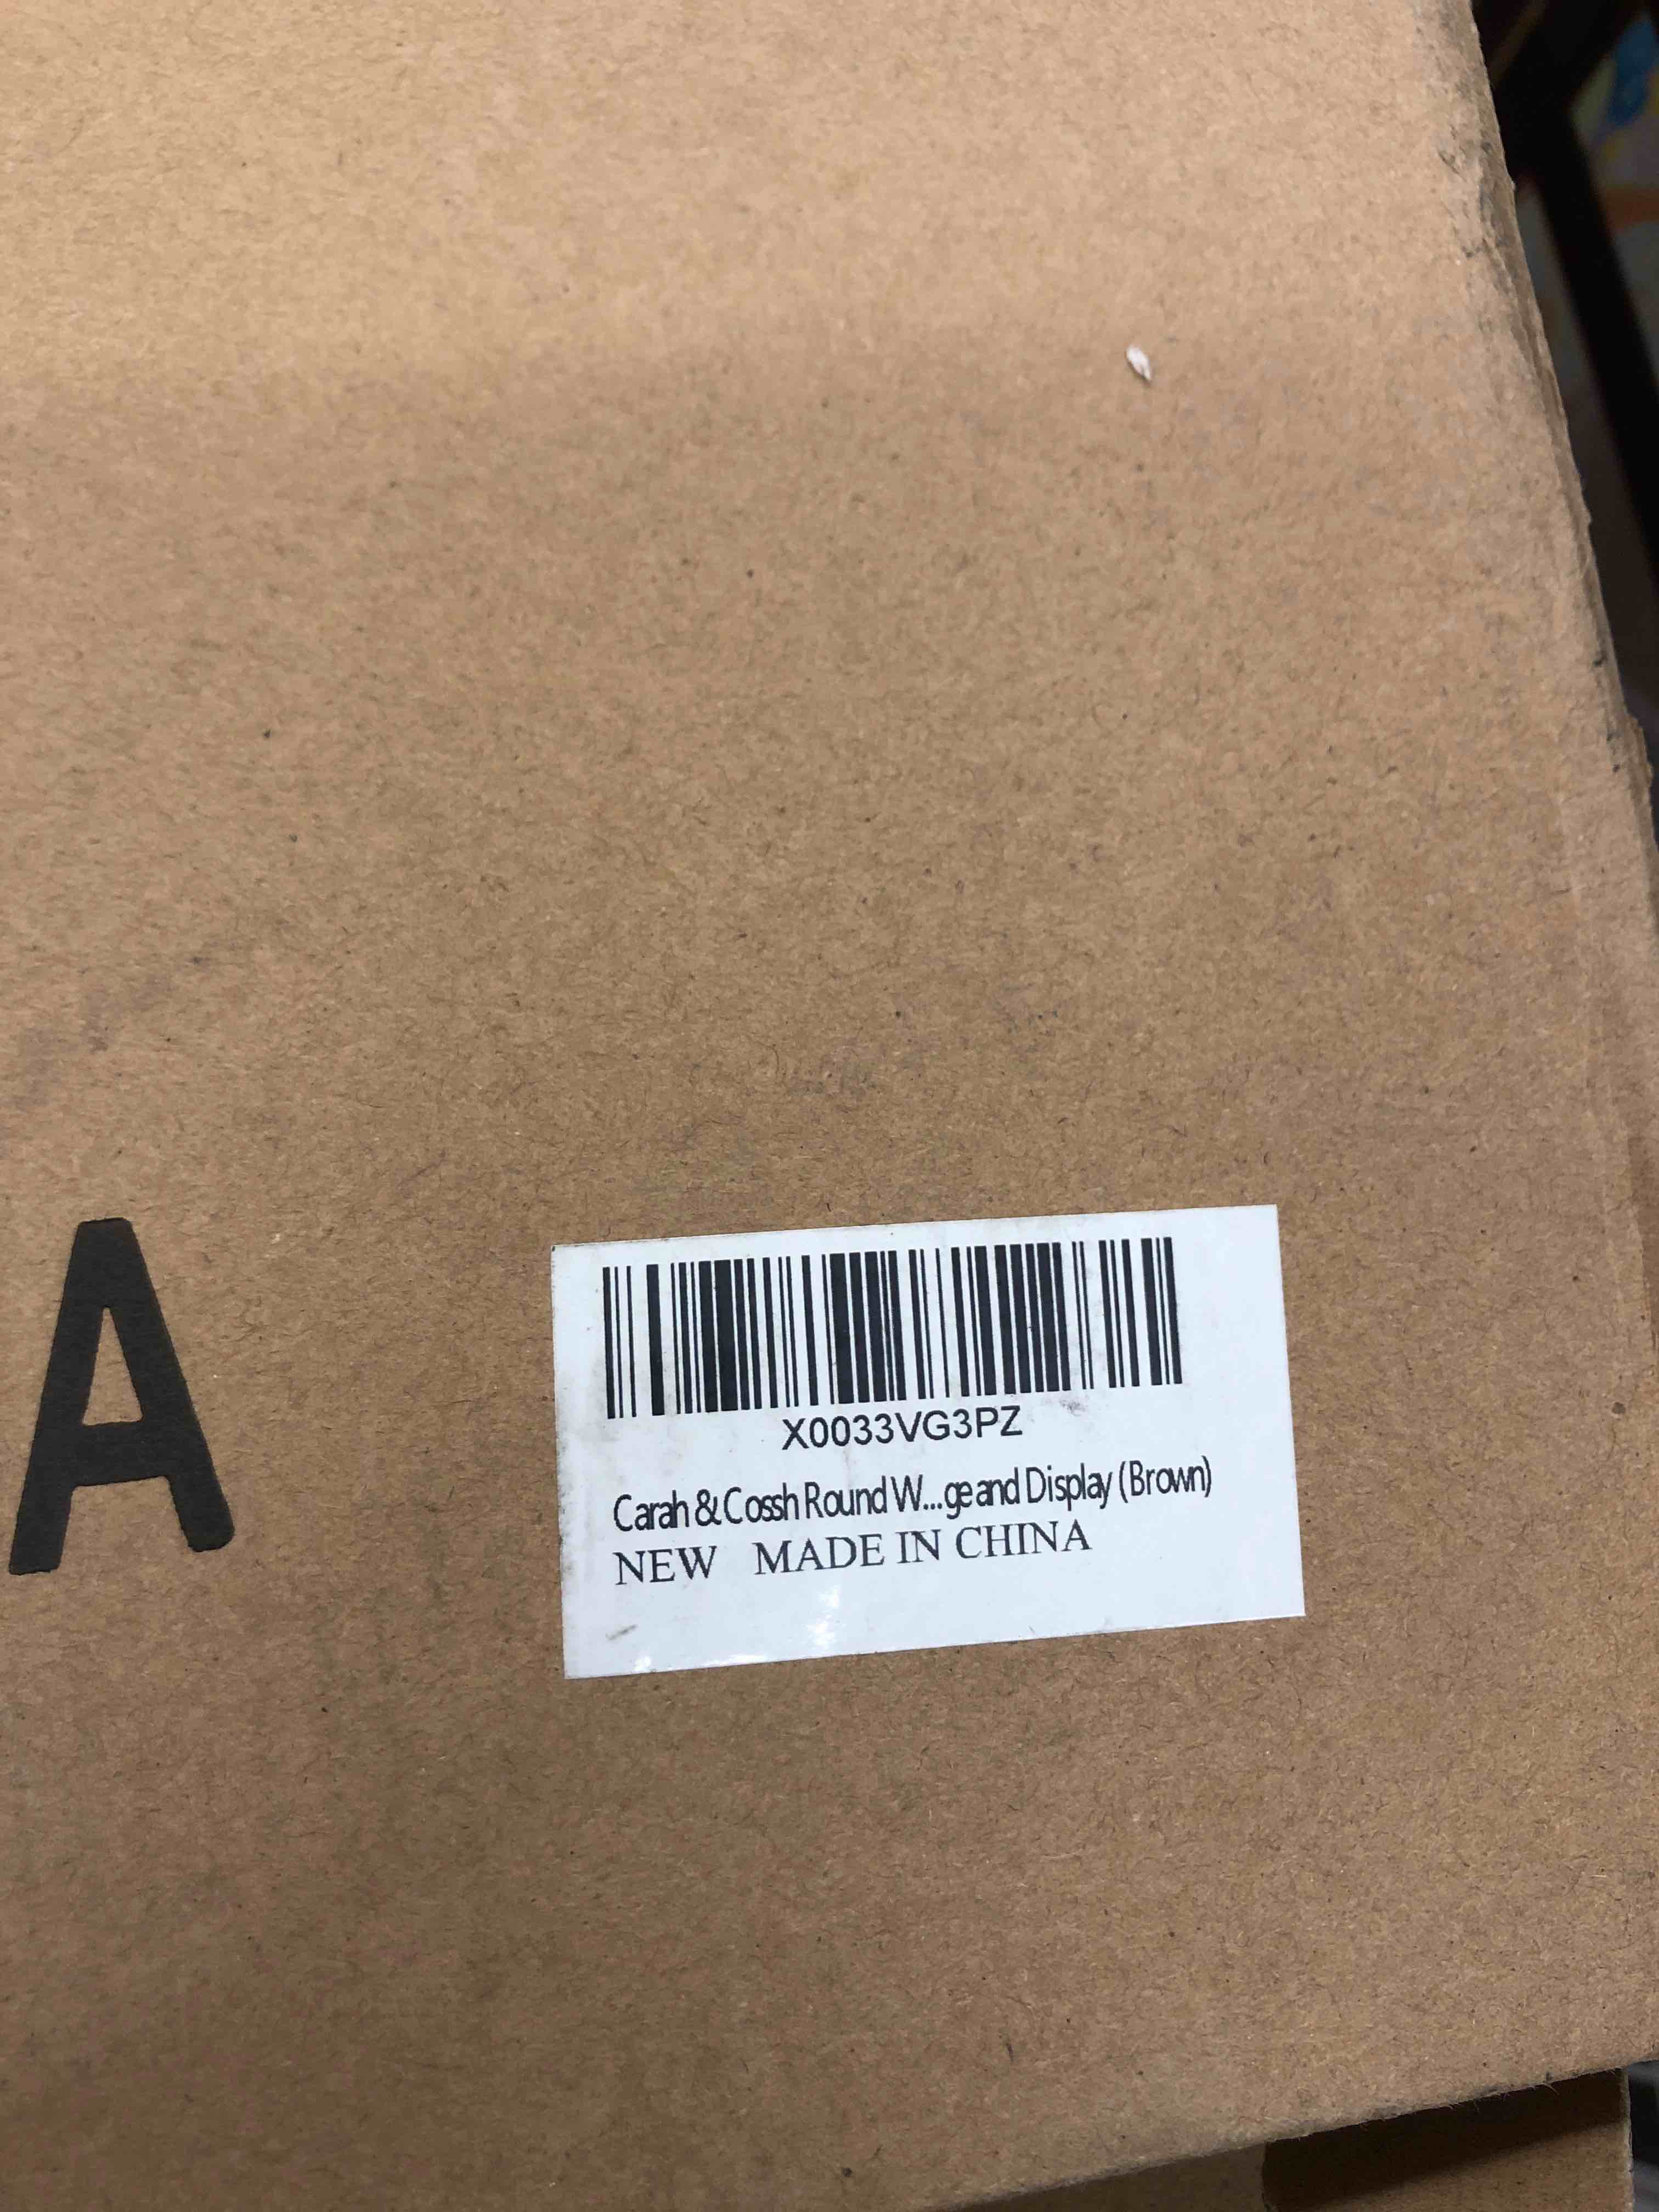 A
X0033VG3PZ
Carah & Cossh Round W...ge and Display (Brown)
NEW MADE IN CHINA